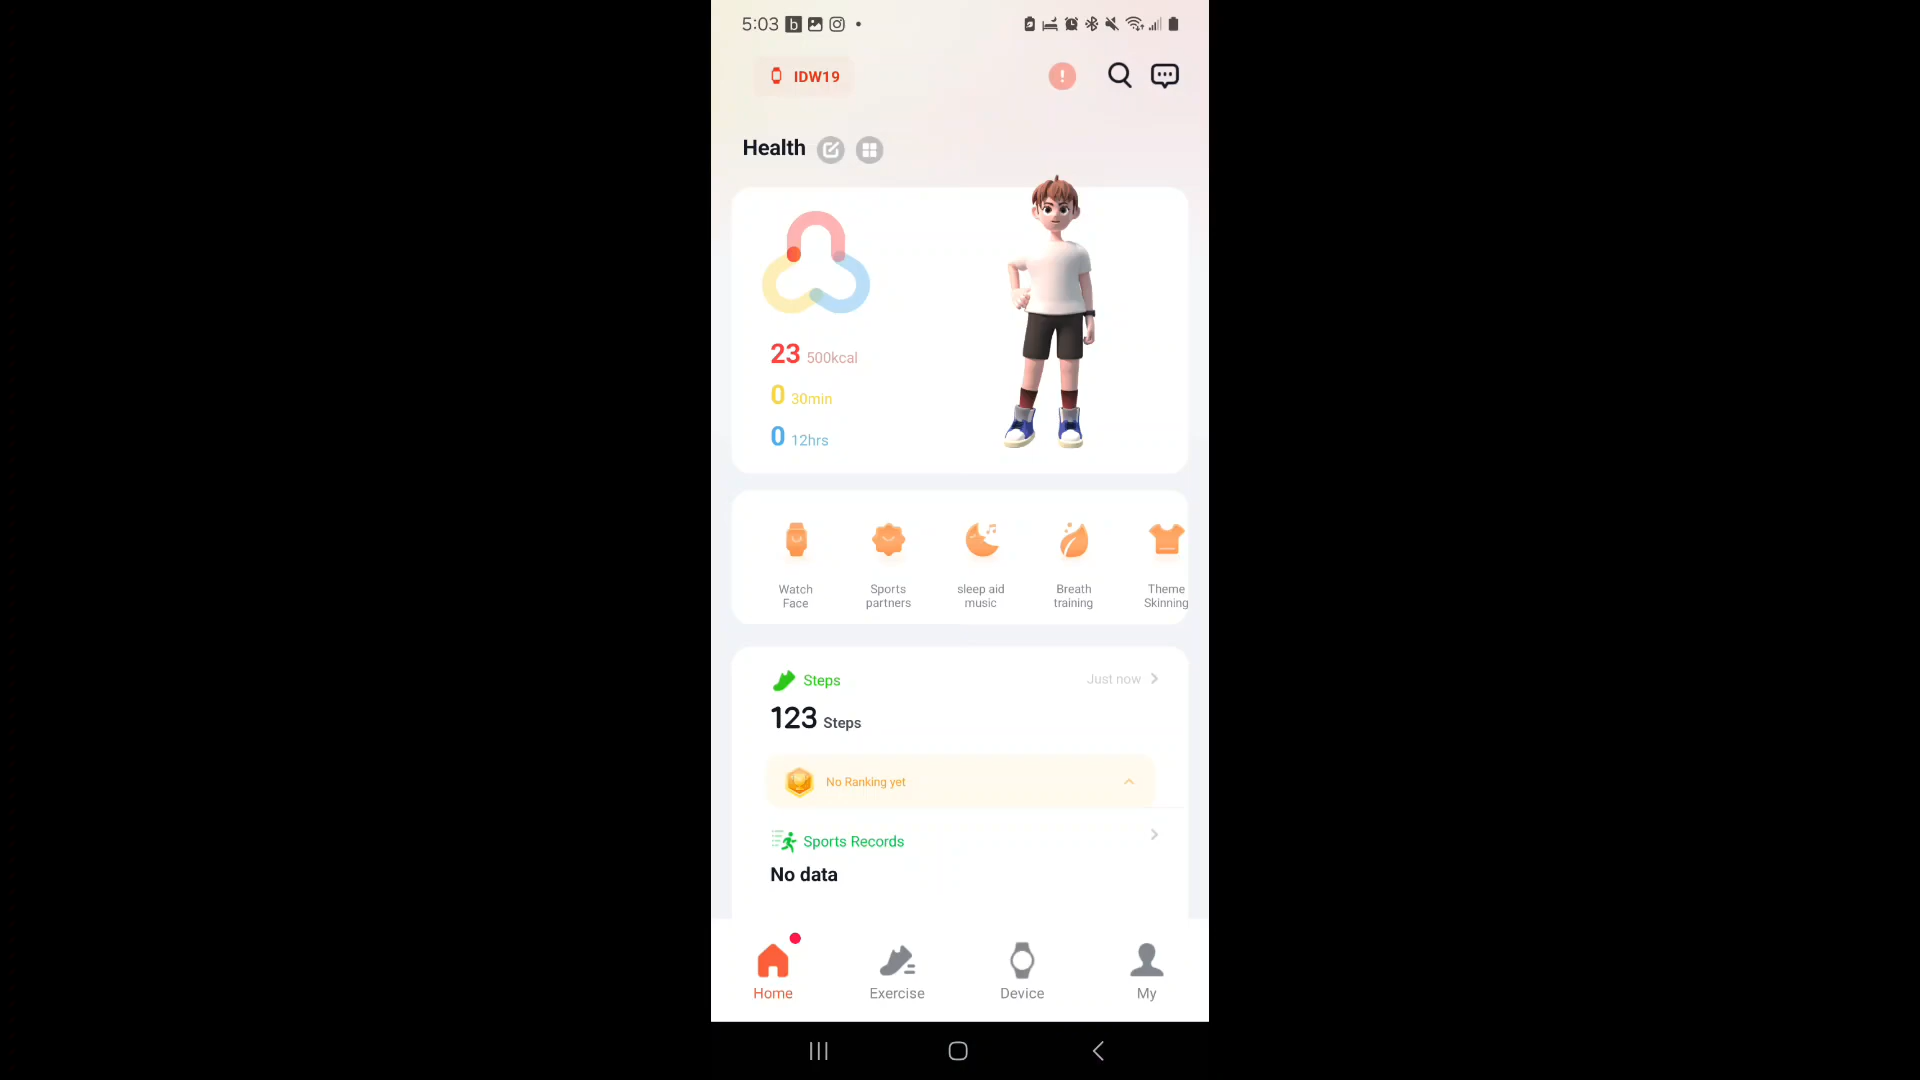 5:03
IDW19
Health
23 500kcal
0 30min
0 12hrs
Watch
Face
Sports
partners
sleep aid
music
Breath
training
Theme
Skinning
Steps
Just now
123 Steps
No Ranking yet
Sports Records
No data
Home
Exercise
Device
My